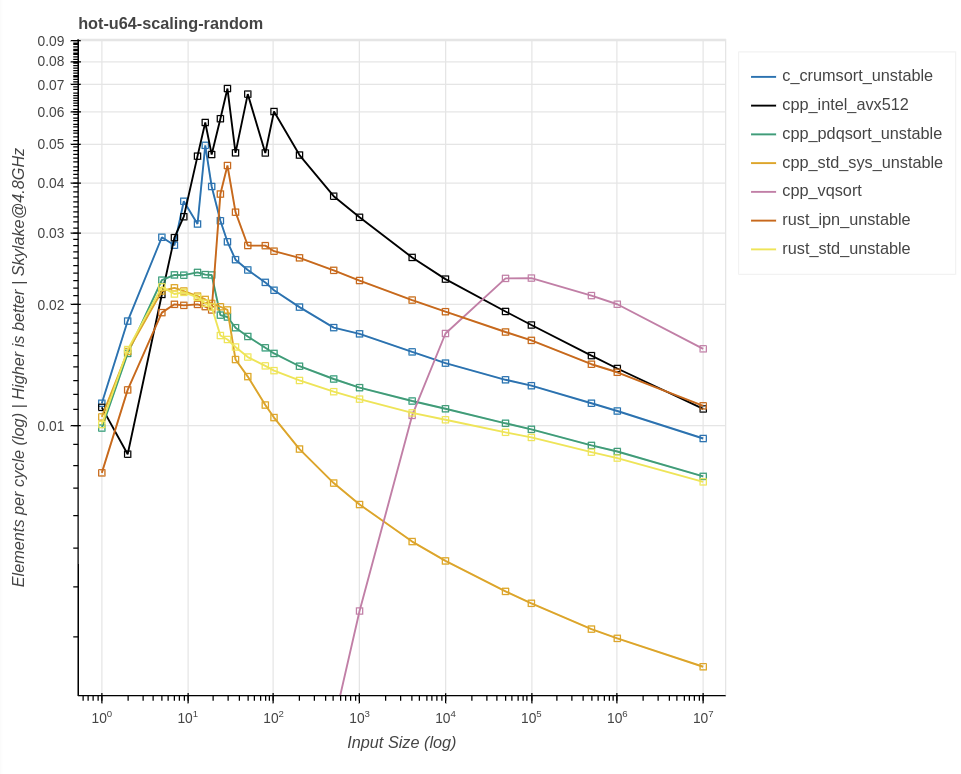 hot-u64-scaling-random
0.09
0.08
0.07
0.06
0.05
0.04
0.03
0.02
0.01
Elements per cycle (log) | Higher is better | Skylake@4.8GHz
10⁰ 10¹ 10² 10³ 10⁴ 10⁵ 10⁶ 10⁷
Input Size (log)
c_crumsort_unstable
cpp_intel_avx512
cpp_pdqsort_unstable
cpp_std_sys_unstable
cpp_vqsort
rust_ipn_unstable
rust_std_unstable